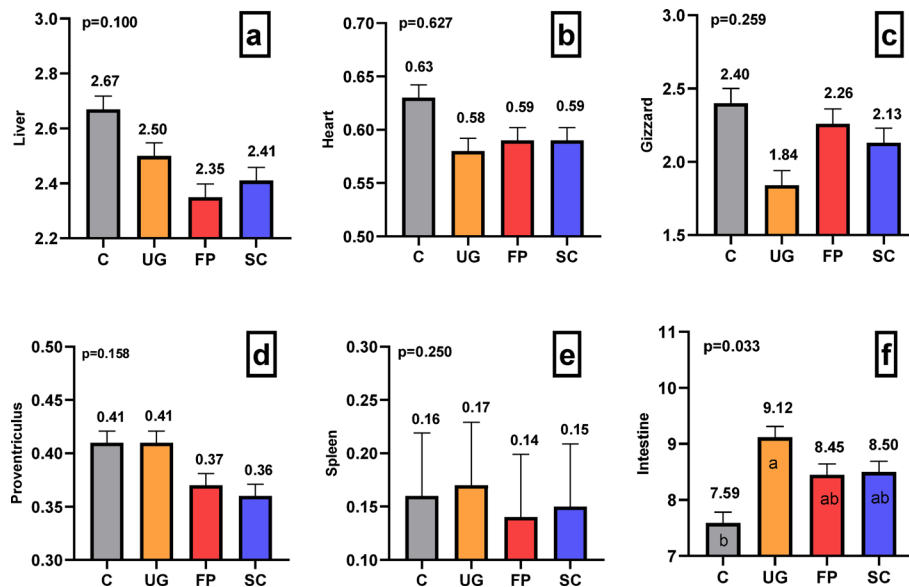 p=0.100
a
Liver
3.0
2.8
2.6
2.4
2.2
2.67
2.50
2.35
2.41
C UG FP SC
p=0.627
b
Heart
0.70
0.65
0.60
0.55
0.50
0.63
0.58
0.59
0.59
C UG FP SC
p=0.259
c
Gizzard
3.0
2.5
2.0
1.5
2.40
1.84
2.26
2.13
C UG FP SC
p=0.158
d
Proventriculus
0.50
0.45
0.40
0.35
0.30
0.41
0.41
0.37
0.36
C UG FP SC
p=0.250
e
Spleen
0.30
0.25
0.20
0.15
0.10
0.16
0.17
0.14
0.15
C UG FP SC
p=0.033
f
Intestine
11
10
9
8
7
7.59
9.12
8.45
8.50
b
a
ab
ab
C UG FP SC